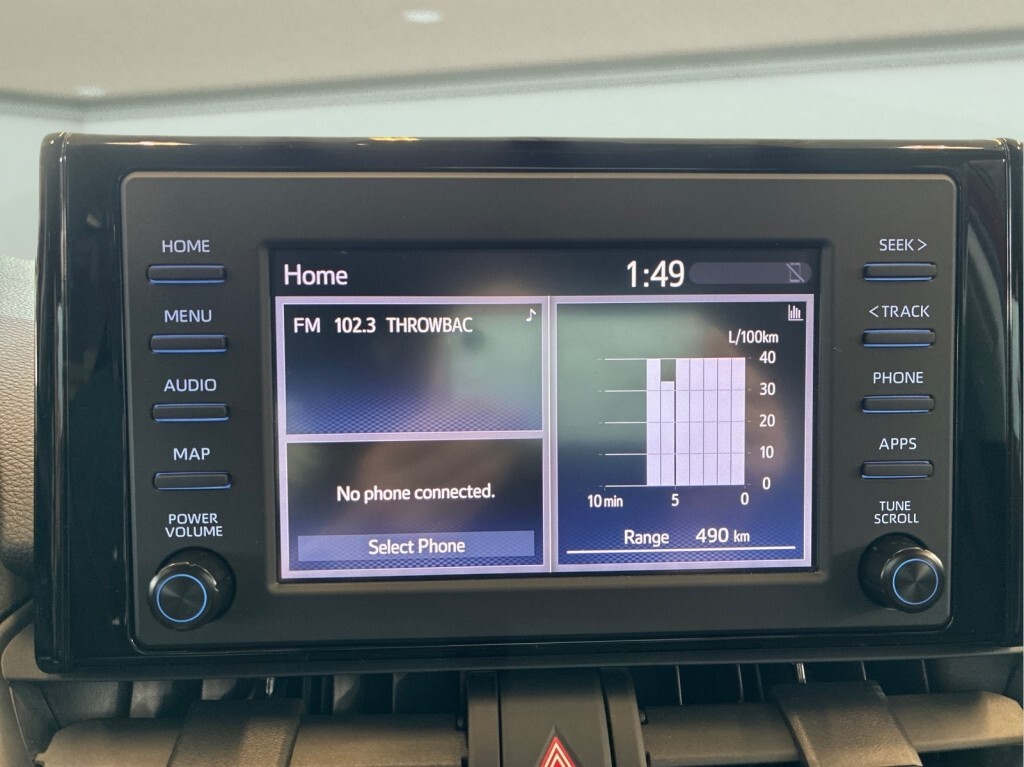 HOME
MENU
AUDIO
MAP
POWER
VOLUME
Home
1:49
FM 102.3 THROWBAC
No phone connected.
Select Phone
L/100km
40
30
20
10
0
10 min 5 0
Range 490 km
SEEK >
< TRACK
PHONE
APPS
TUNE
SCROLL